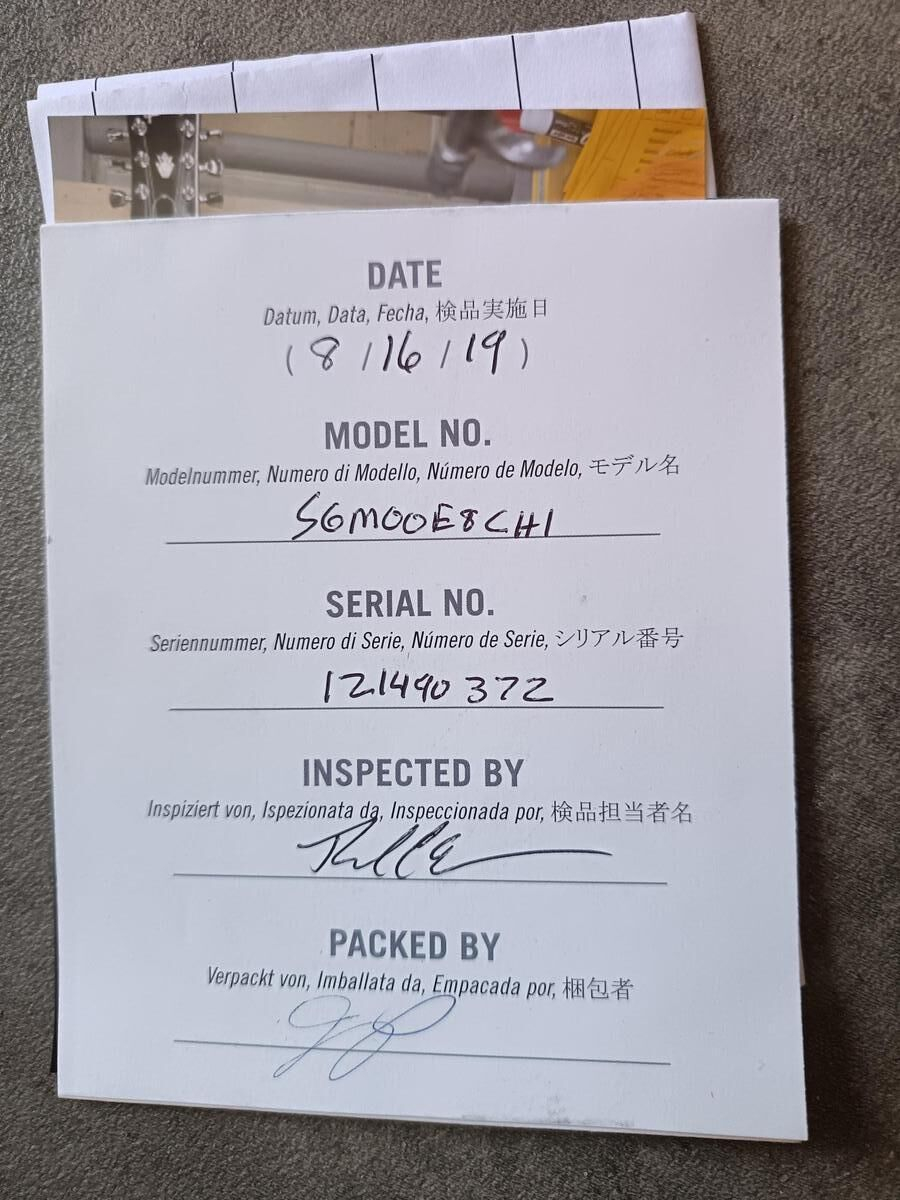 DATE
Datum, Data, Fecha, 検品実施日
( 8 / 16 / 19 )
MODEL NO.
Modelnummer, Numero di Modello, Número de Modelo, モデル名
SGM00E8CH1
SERIAL NO.
Seriennummer, Numero di Serie, Número de Serie, シリアル番号
121490372
INSPECTED BY
Inspiziert von, Ispezionata da, Inspeccionada por, 検品担当者名
PACKED BY
Verpackt von, Imballata da, Empacada por, 梱包者